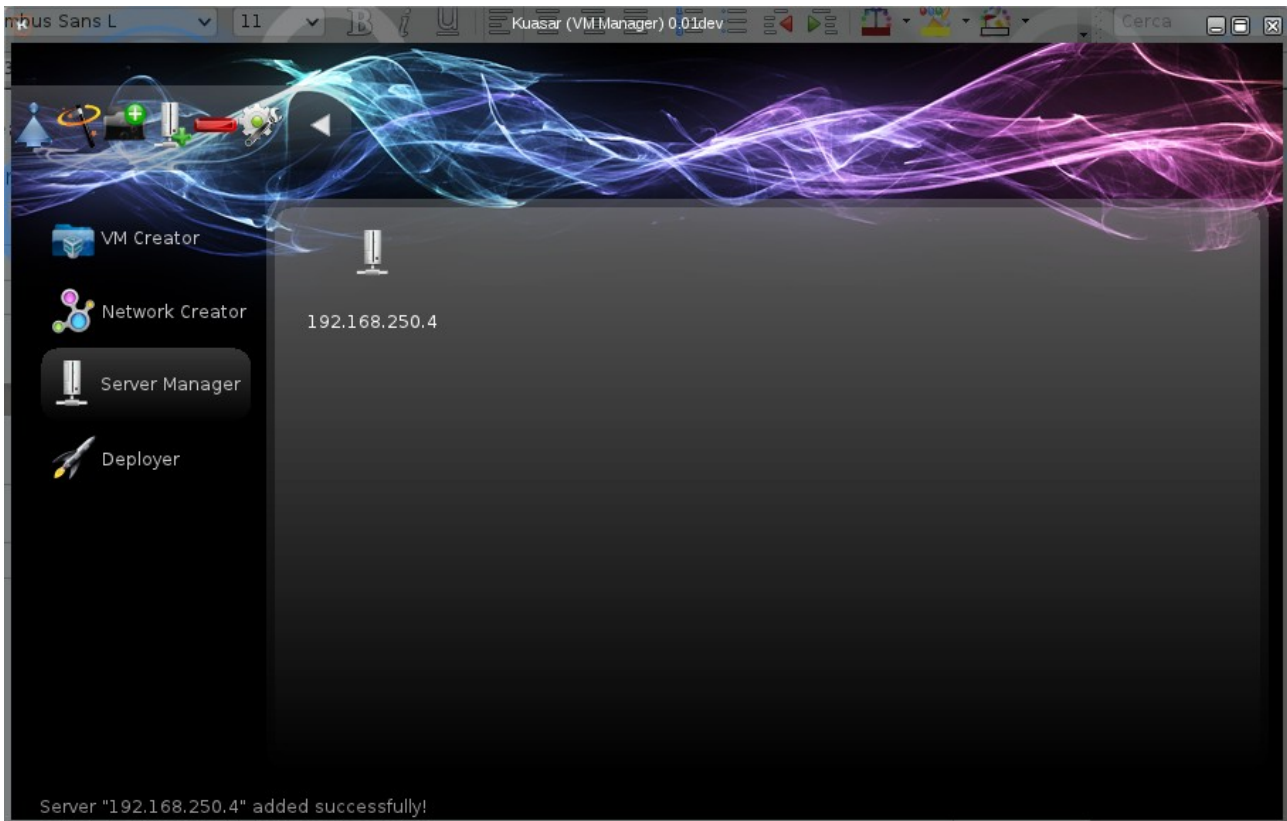 Sans L
11
B i U
Kuasar (VM Manager) 0.01dev
Cerca
VM Creator
Network Creator
192.168.250.4
Server Manager
Deployer
Server "192.168.250.4" added successfully!